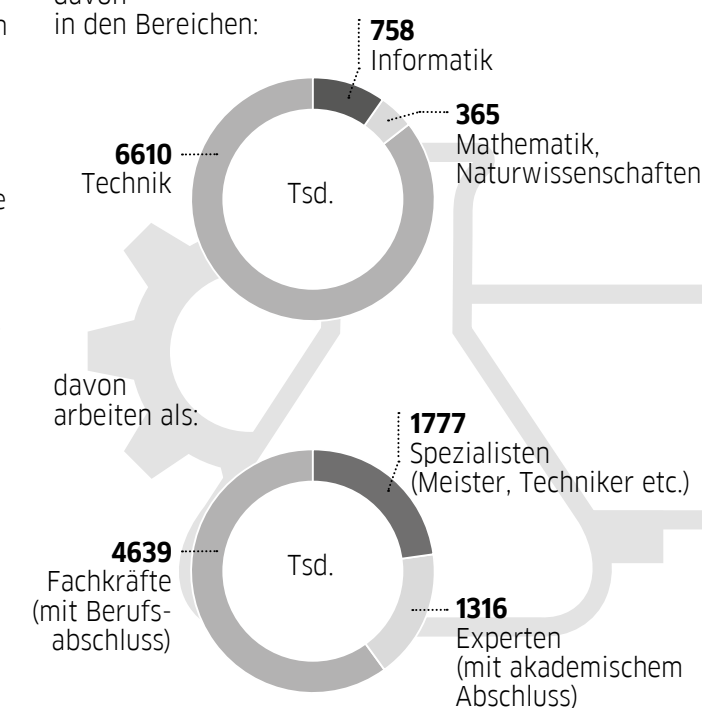 davon
in den Bereichen:
758
Informatik
365
Mathematik,
Naturwissenschaften
6610
Technik
Tsd.
davon
arbeiten als:
1777
Spezialisten
(Meister, Techniker etc.)
4639
Fachkräfte
(mit Berufs-
abschluss)
Tsd.
1316
Experten
(mit akademischem
Abschluss)